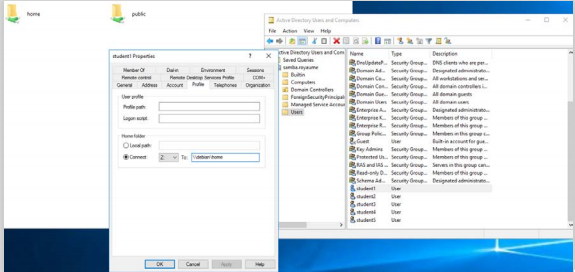 home
public
Active Directory Users and Computers
File Action View Help
student1 Properties
? ×
Member Of Dial-in Environment Sessions
Remote control Remote Desktop Services Profile COM+
General Address Account Profile Telephones Organization
User profile
Profile path:
Logon script:
Home folder
Local path:
Connect: Z: To: \\debian\home
OK Cancel Apply Help
ctive Directory Users and Com
Saved Queries
samba.royaume
Builtin
Computers
Domain Controllers
ForeignSecurityPrincipal
Managed Service Accour
Users
Name Type Description
DnsUpdateP... Security Group... DNS clients who are per...
Domain Ad... Security Group... Designated administrato...
Domain Co... Security Group... All workstations and ser...
Domain Con... Security Group... All domain controllers i...
Domain Gue... Security Group... All domain guests
Domain Users Security Group... All domain users
Enterprise A... Security Group... Designated administrato...
Enterprise K... Security Group... Members of this group ...
Enterprise R... Security Group... Members of this group ...
Group Polic... Security Group... Members in this group c...
Guest User Built-in account for gue...
Key Admins Security Group... Members of this group ...
Protected Us... Security Group... Members of this group ...
RAS and IAS ... Security Group... Servers in this group can...
Read-only D... Security Group... Members of this group ...
Schema Ad... Security Group... Designated administrato...
student1 User
student2 User
student3 User
student4 User
student5 User